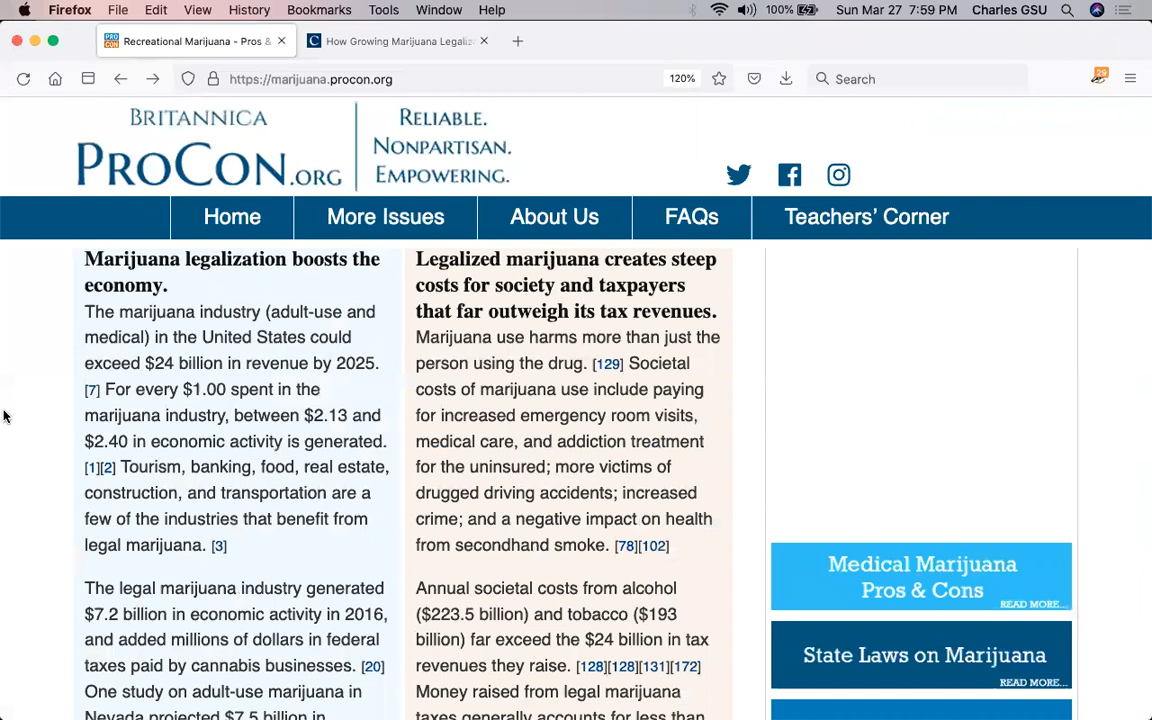 Firefox File Edit View History Bookmarks Tools Window Help 100% Sun Mar 27 7:59 PM Charles GSU
Recreational Marijuana - Pros &
How Growing Marijuana Legaliz
https://marijuana.procon.org 120% Search 29
BRITANNICA
PROCON.ORG
RELIABLE.
NONPARTISAN.
EMPOWERING.
Home More Issues About Us FAQs Teachers' Corner
Marijuana legalization boosts the
economy.
The marijuana industry (adult-use and
medical) in the United States could
exceed $24 billion in revenue by 2025.
[7] For every $1.00 spent in the
marijuana industry, between $2.13 and
$2.40 in economic activity is generated.
[1][2] Tourism, banking, food, real estate,
construction, and transportation are a
few of the industries that benefit from
legal marijuana. [3]
The legal marijuana industry generated
$7.2 billion in economic activity in 2016,
and added millions of dollars in federal
taxes paid by cannabis businesses. [20]
One study on adult-use marijuana in
Nevada projected $7.5 billion in
Legalized marijuana creates steep
costs for society and taxpayers
that far outweigh its tax revenues.
Marijuana use harms more than just the
person using the drug. [129] Societal
costs of marijuana use include paying
for increased emergency room visits,
medical care, and addiction treatment
for the uninsured; more victims of
drugged driving accidents; increased
crime; and a negative impact on health
from secondhand smoke. [78][102]
Annual societal costs from alcohol
($223.5 billion) and tobacco ($193
billion) far exceed the $24 billion in tax
revenues they raise. [128][128][131][172]
Money raised from legal marijuana
taxes generally accounts for less than
Medical Marijuana
Pros & Cons
READ MORE...
State Laws on Marijuana
READ MORE...